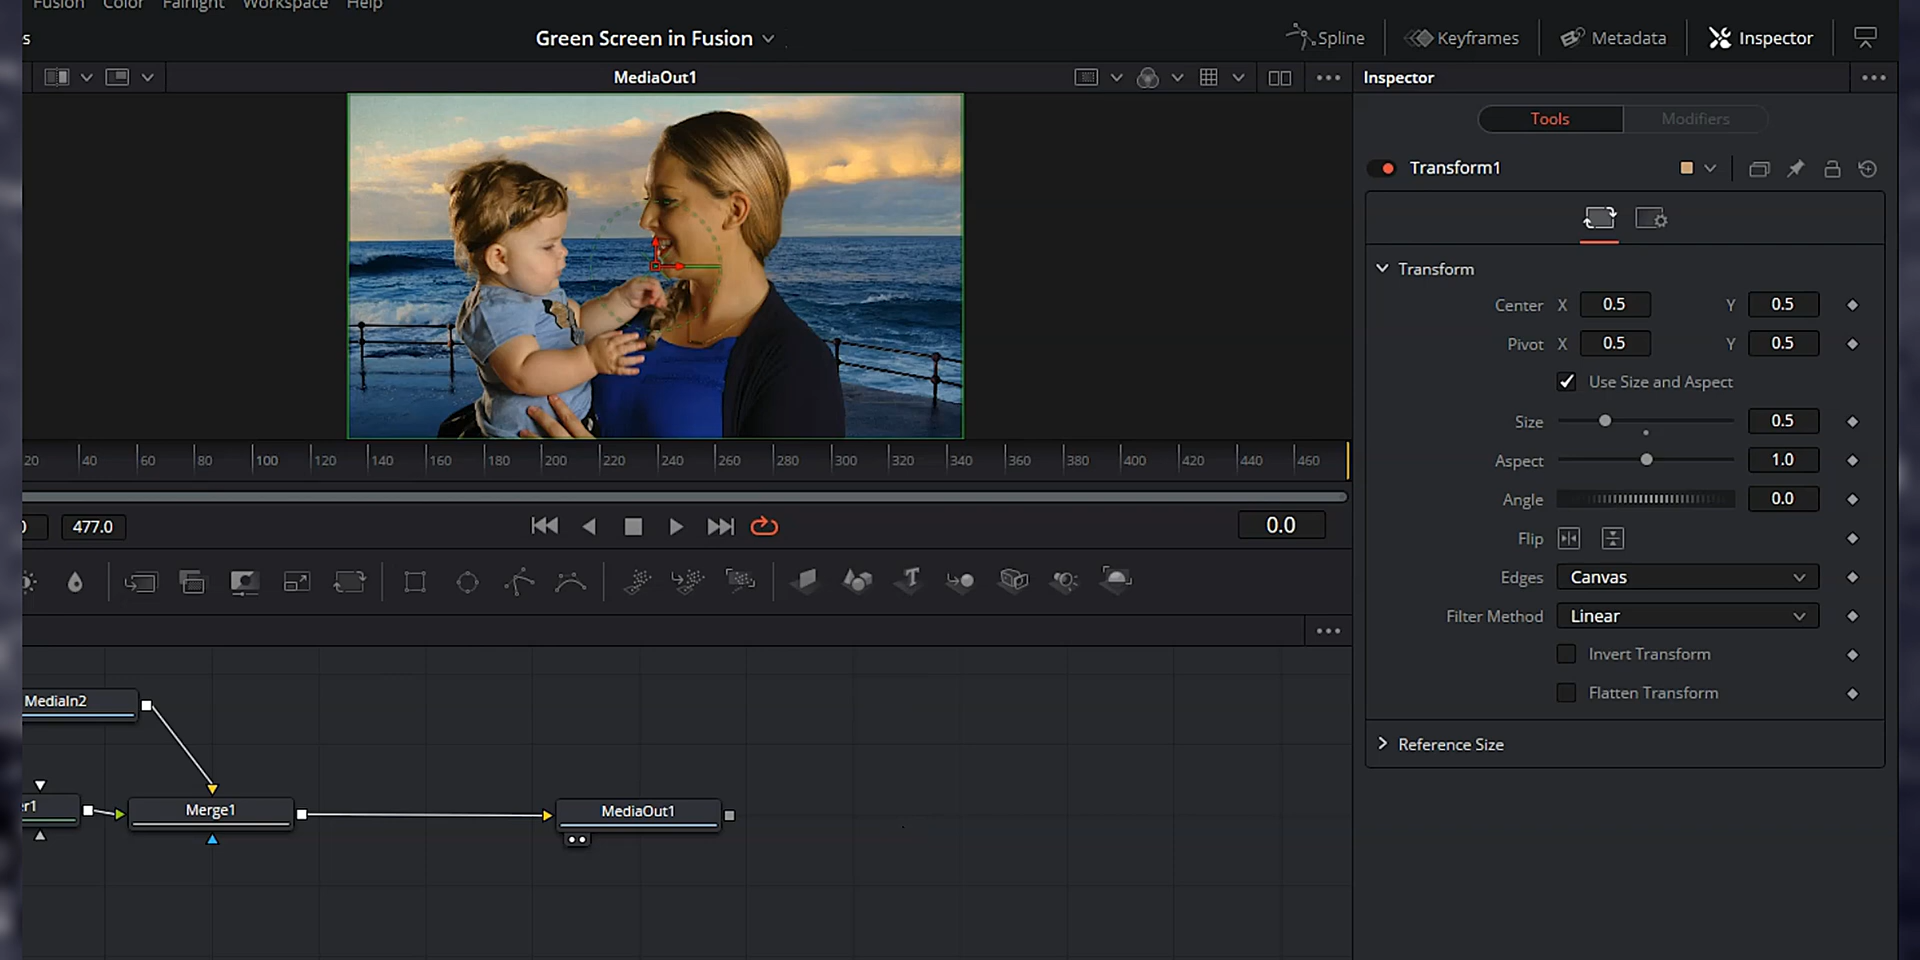 Fusion Color Fairlight Workspace Help
s
Green Screen in Fusion
Spline Keyframes Metadata Inspector
MediaOut1
Inspector
Tools Modifiers
Transform1
Transform
Center X 0.5 Y 0.5
Pivot X 0.5 Y 0.5
Use Size and Aspect
Size 0.5
Aspect 1.0
Angle 0.0
Flip
Edges Canvas
Filter Method Linear
Invert Transform
Flatten Transform
Reference Size
20 40 60 80 100 120 140 160 180 200 220 240 260 280 300 320 340 360 380 400 420 440 460
477.0
0.0
MediaIn2
r1
Merge1
MediaOut1